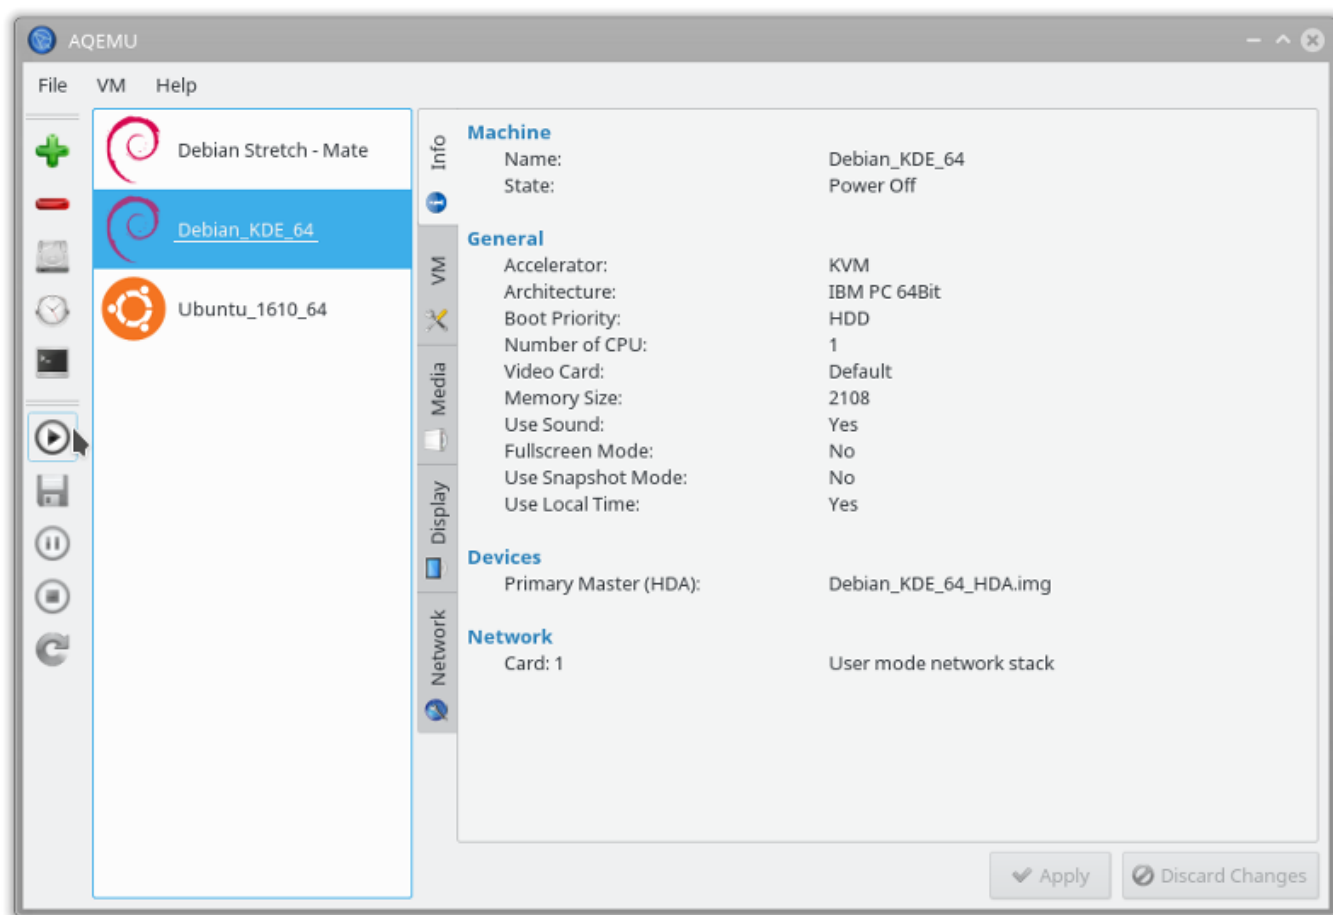 AQEMU
File VM Help
Debian Stretch - Mate
Debian_KDE_64
Ubuntu_1610_64
Info
VM
Media
Display
Network
Machine
Name: Debian_KDE_64
State: Power Off
General
Accelerator: KVM
Architecture: IBM PC 64Bit
Boot Priority: HDD
Number of CPU: 1
Video Card: Default
Memory Size: 2108
Use Sound: Yes
Fullscreen Mode: No
Use Snapshot Mode: No
Use Local Time: Yes
Devices
Primary Master (HDA): Debian_KDE_64_HDA.img
Network
Card: 1 User mode network stack
Apply Discard Changes